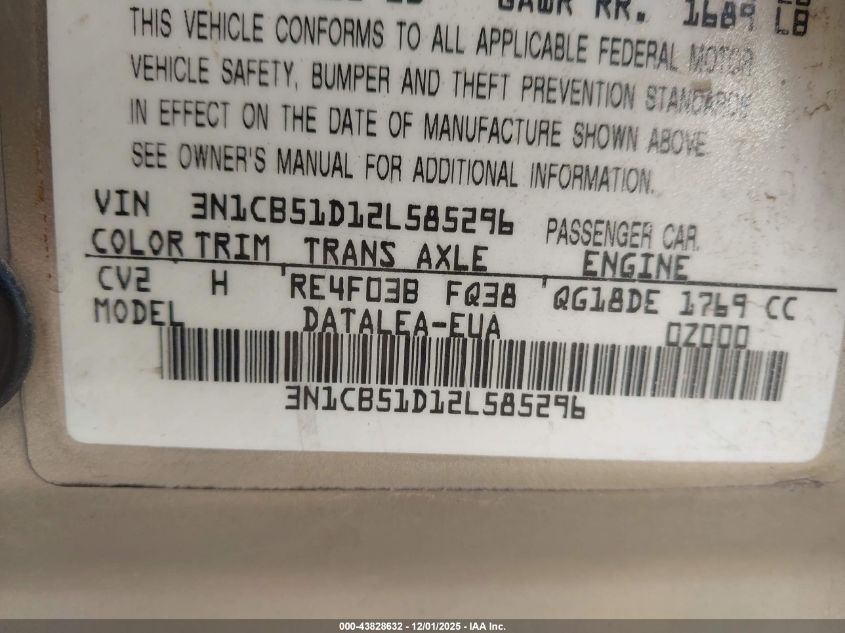 GAWR RR. 1689 LB
THIS VEHICLE CONFORMS TO ALL APPLICABLE FEDERAL MOTOR
VEHICLE SAFETY, BUMPER AND THEFT PREVENTION STANDARDS
IN EFFECT ON THE DATE OF MANUFACTURE SHOWN ABOVE.
SEE OWNER'S MANUAL FOR ADDITIONAL INFORMATION.
VIN 3N1CB51D12L585296 PASSENGER CAR.
COLOR TRIM TRANS AXLE ENGINE
CV2 H RE4F03B FQ38 QG18DE 1769 CC
MODEL DATALEA-EUA 02000
3N1CB51D12L585296
000-43828632 - 12/01/2025 - IAA Inc.